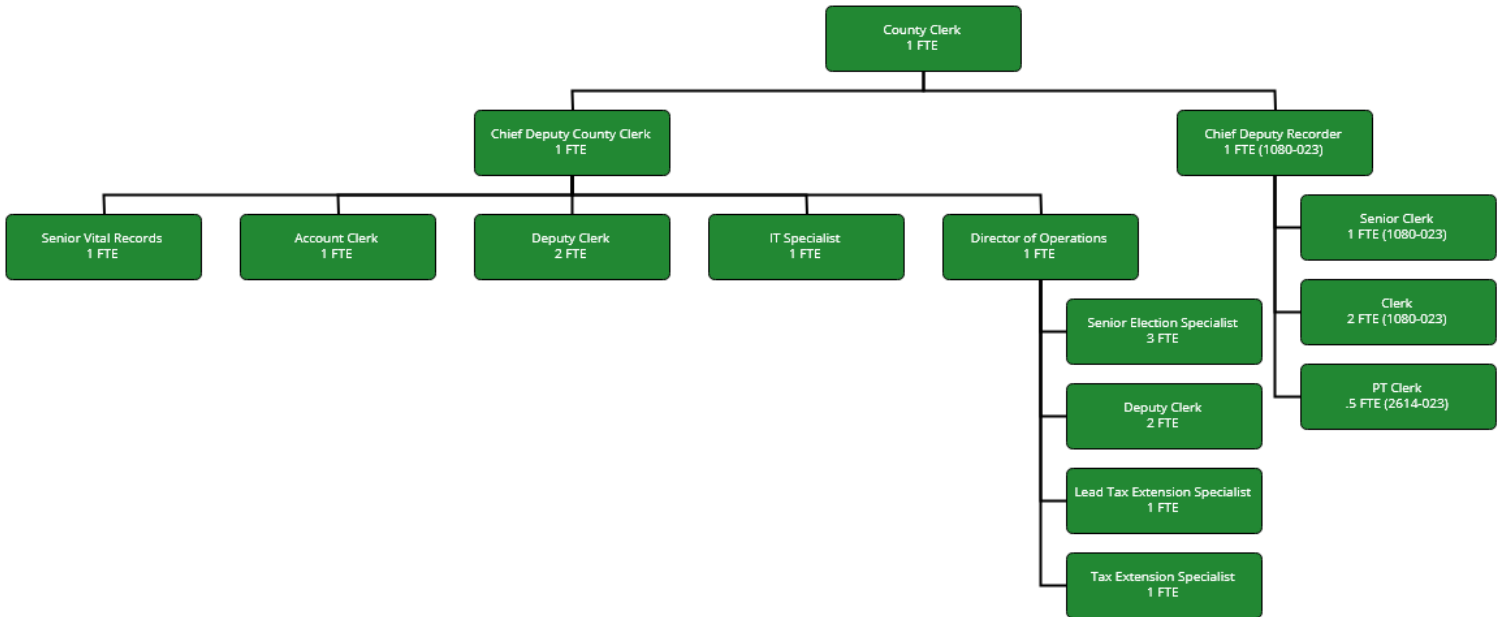 County Clerk
1 FTE
Chief Deputy County Clerk
1 FTE
Chief Deputy Recorder
1 FTE (1080-023)
Senior Vital Records
1 FTE
Account Clerk
1 FTE
Deputy Clerk
2 FTE
IT Specialist
1 FTE
Director of Operations
1 FTE
Senior Election Specialist
3 FTE
Deputy Clerk
2 FTE
Lead Tax Extension Specialist
1 FTE
Tax Extension Specialist
1 FTE
Senior Clerk
1 FTE (1080-023)
Clerk
2 FTE (1080-023)
PT Clerk
.5 FTE (2614-023)